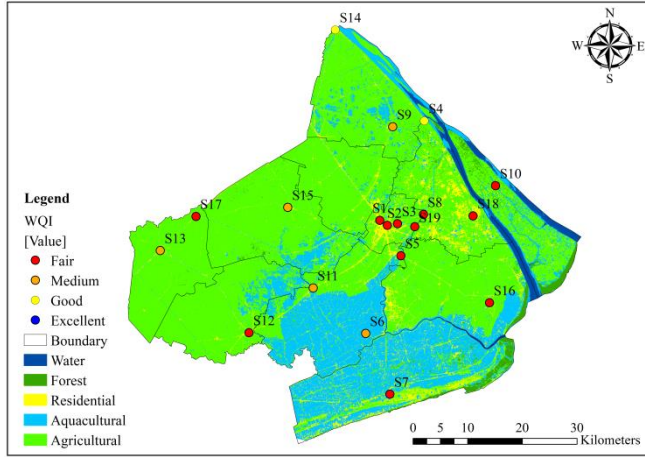 S14
N
W E
S
S4
S9
S10
S15
S17
S8
S18
S1
S2
S3
S19
S13
S5
S11
S16
S12
S6
S7
Legend
WQI
[Value]
Fair
Medium
Good
Excellent
Boundary
Water
Forest
Residential
Aquacultural
Agricultural
0 2.5 5 10 20 30
Kilometers